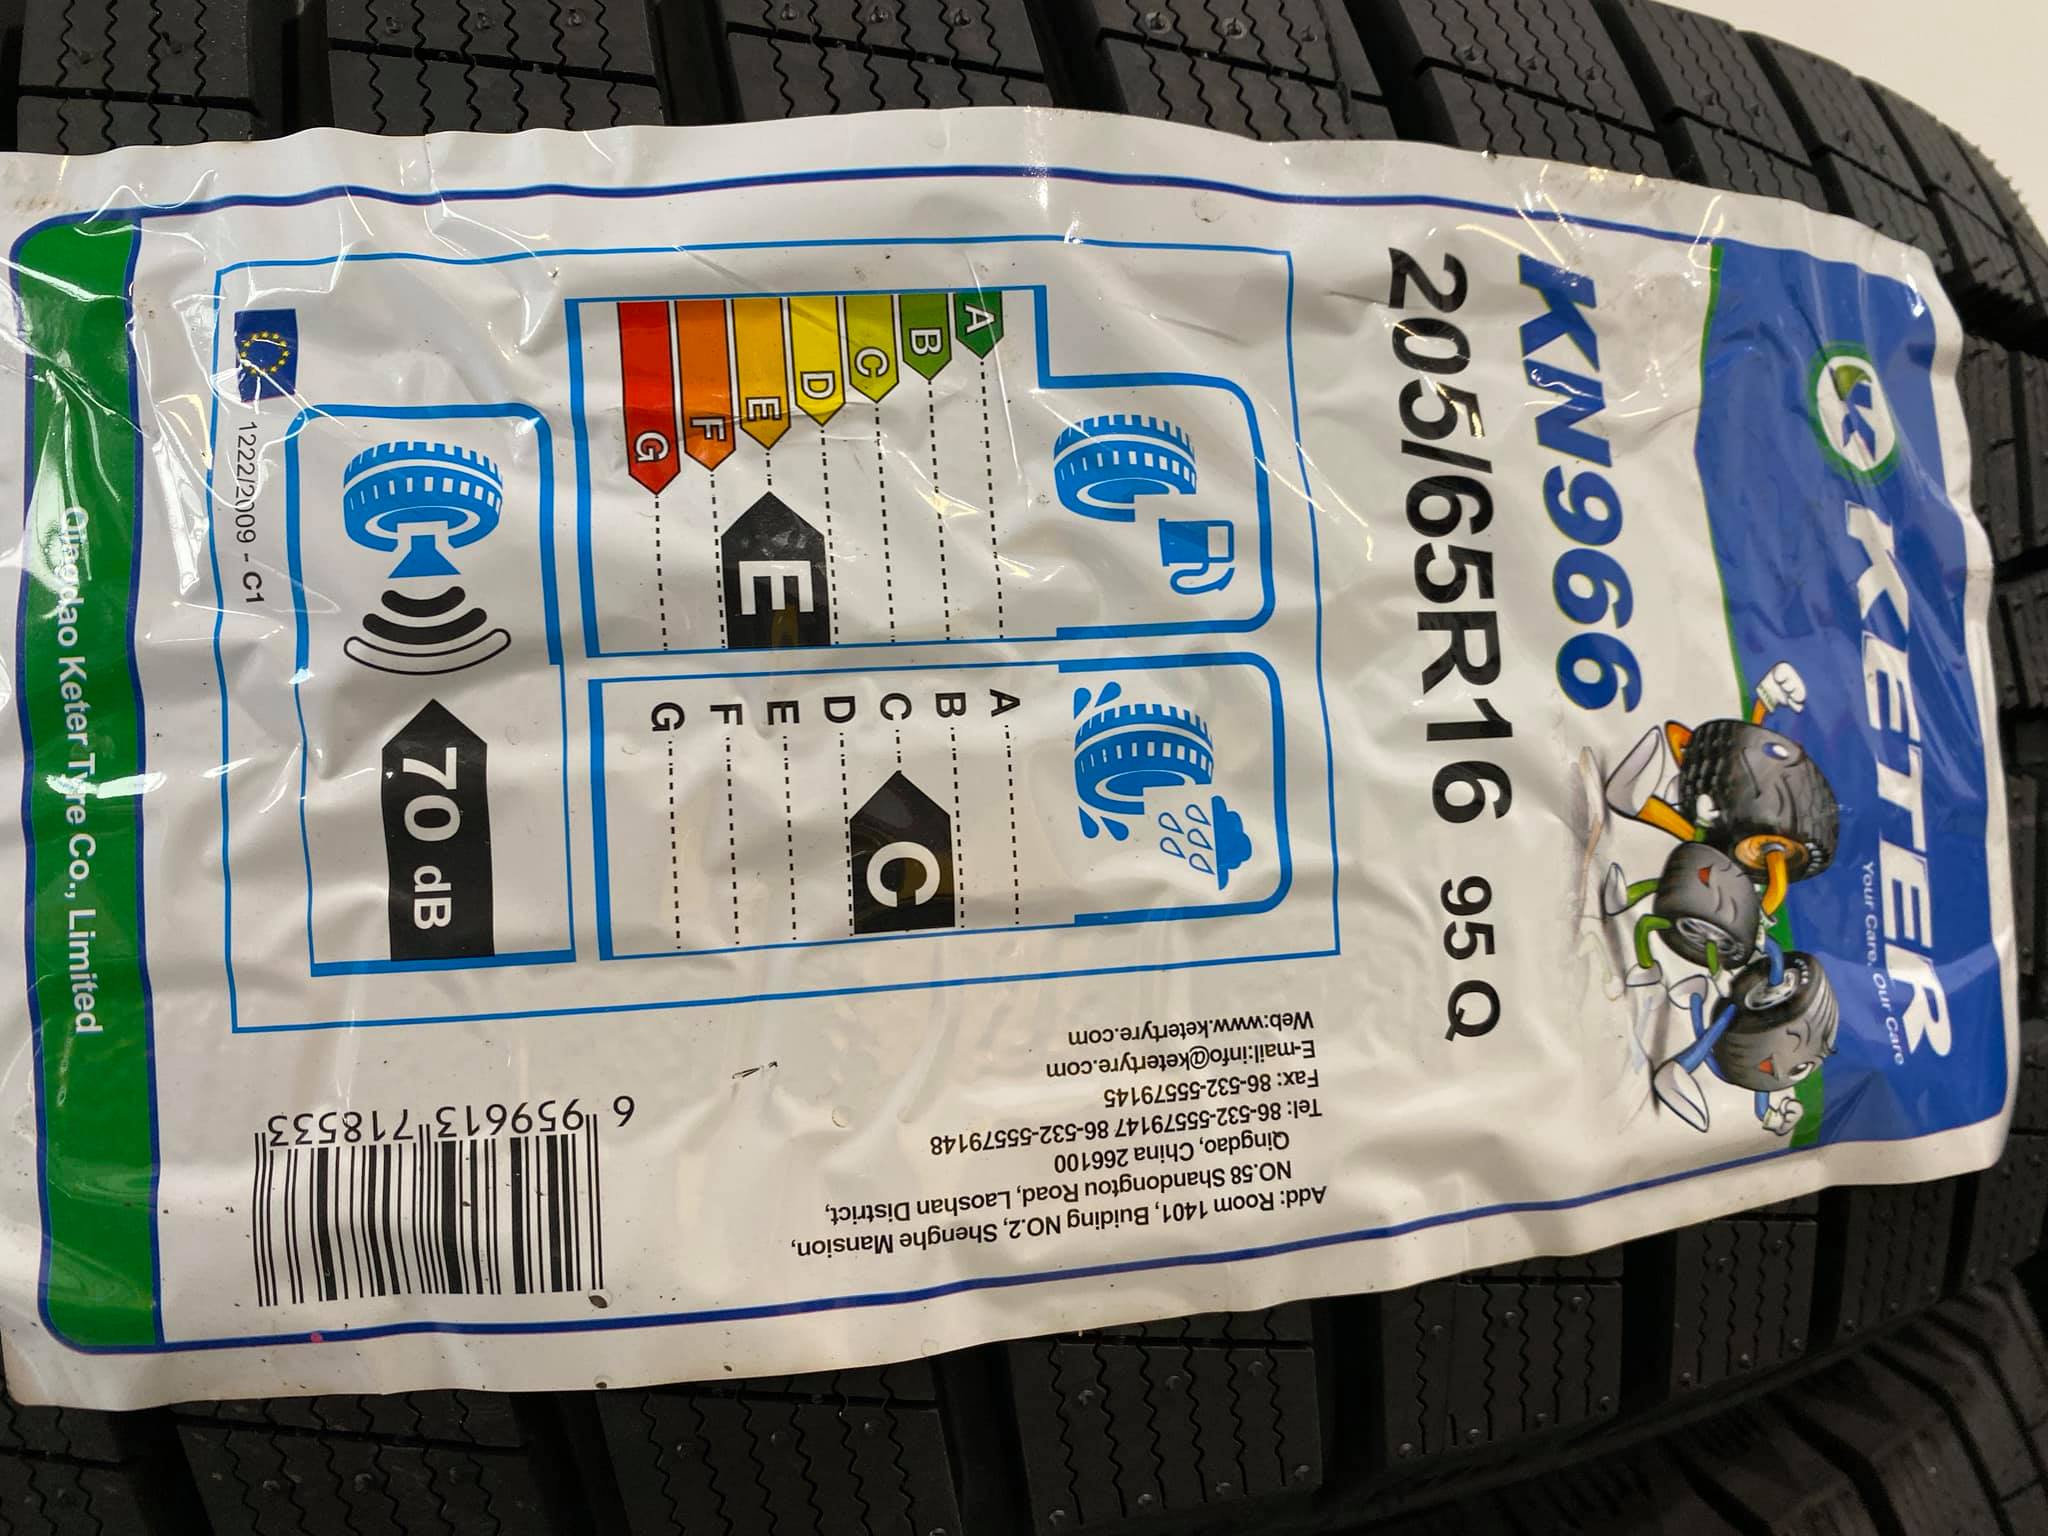 KETER
Your Care, Our Care
KN966
205/65R16 95Q
A
B
C
D
E
F
G
E
A
B
C
D
E
F
G
C
70 dB
1222/2009 - C1
Web:www.ketertyre.com
E-mail:info@ketertyre.com
Fax: 86-532-55579145
Tel: 86-532-55579147 86-532-55579148
Qingdao, China 266100
NO.58 Shandongtou Road, Laoshan District,
Add: Room 1401, Buiding NO.2, Shenghe Mansion,
6 959613 718533
Qingdao Keter Tyre Co., Limited